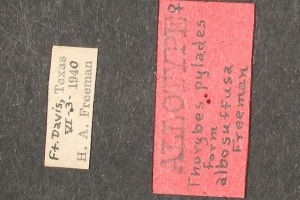 Ft. Davis, Texas
VI. 3 1940
H. A. Freeman
ALLOTYPE ♀
Thorybes pylades
form
albosuffusa
Freeman